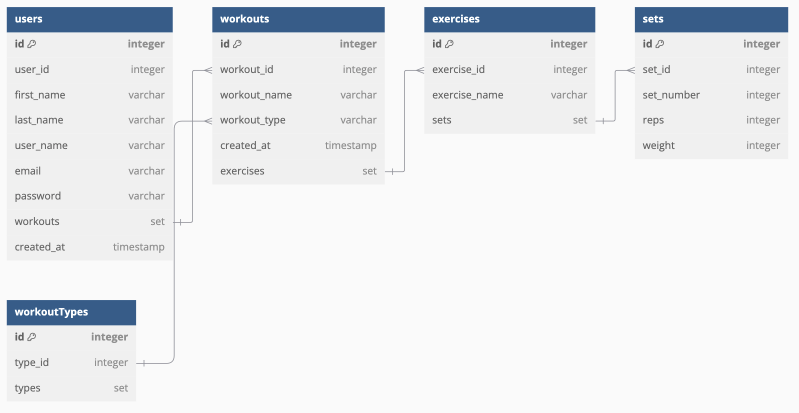 users
id integer
user_id integer
first_name varchar
last_name varchar
user_name varchar
email varchar
password varchar
workouts set
created_at timestamp
workouts
id integer
workout_id integer
workout_name varchar
workout_type varchar
created_at timestamp
exercises set
exercises
id integer
exercise_id integer
exercise_name varchar
sets set
sets
id integer
set_id integer
set_number integer
reps integer
weight integer
workoutTypes
id integer
type_id integer
types set